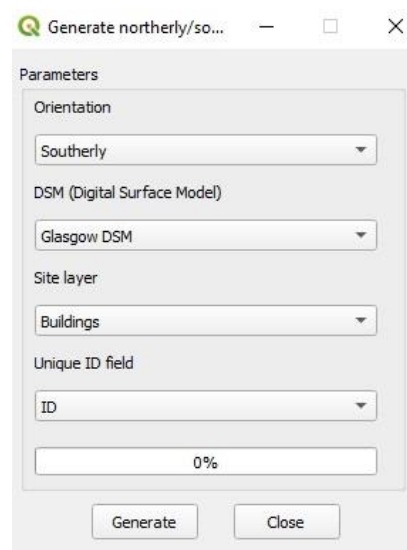 Generate northerly/so...
Parameters
Orientation
Southerly
DSM (Digital Surface Model)
Glasgow DSM
Site layer
Buildings
Unique ID field
ID
0%
Generate Close